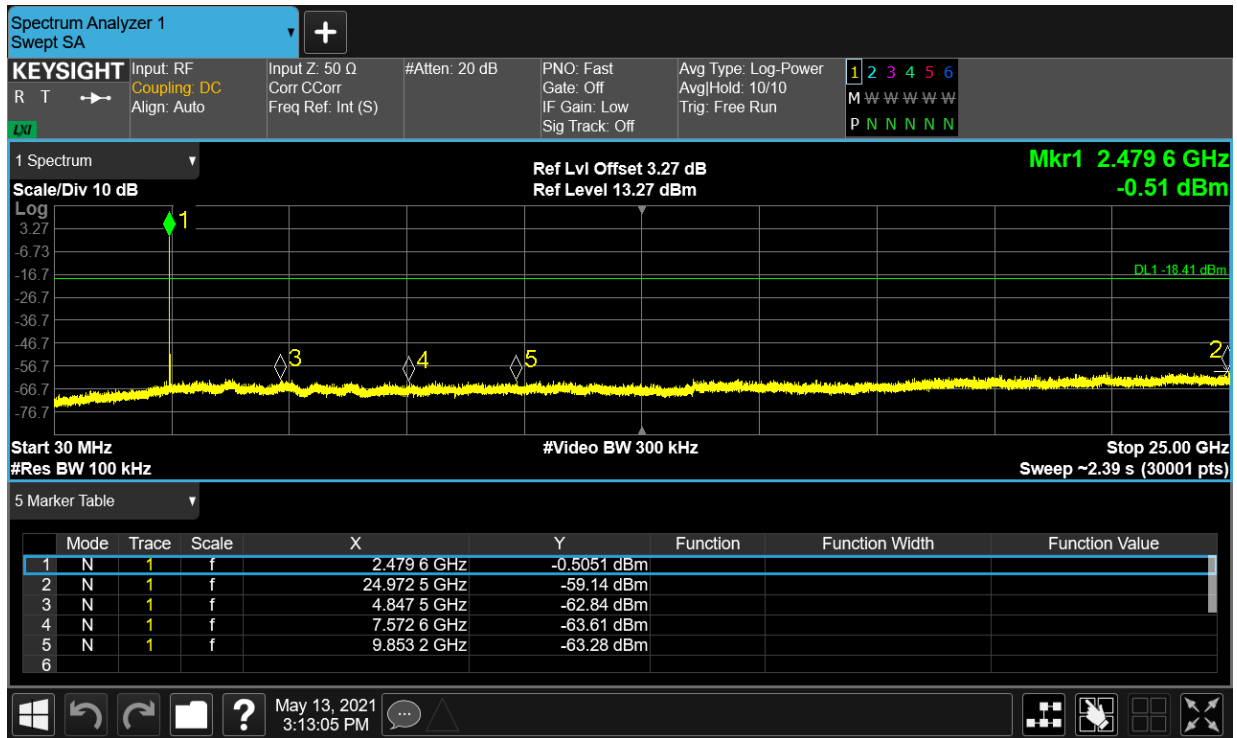 Spectrum Analyzer 1
Swept SA
KEYSIGHT
R T
LXI
Input: RF
Coupling: DC
Align: Auto
Input Z: 50 Ω
Corr CCorr
Freq Ref: Int (S)
#Atten: 20 dB
PNO: Fast
Gate: Off
IF Gain: Low
Sig Track: Off
Avg Type: Log-Power
Avg|Hold: 10/10
Trig: Free Run
1 2 3 4 5 6
M W W W W W
P N N N N N
1 Spectrum
Scale/Div 10 dB
Ref Lvl Offset 3.27 dB
Ref Level 13.27 dBm
Mkr1 2.479 6 GHz
-0.51 dBm
Log
3.27
-6.73
-16.7
-26.7
-36.7
-46.7
-56.7
-66.7
-76.7
1
DL1 -18.41 dBm
2
3
4
5
Start 30 MHz
#Res BW 100 kHz
#Video BW 300 kHz
Stop 25.00 GHz
Sweep ~2.39 s (30001 pts)
5 Marker Table
Mode Trace Scale X Y Function Function Width Function Value
1 N 1 f 2.479 6 GHz -0.5051 dBm
2 N 1 f 24.972 5 GHz -59.14 dBm
3 N 1 f 4.847 5 GHz -62.84 dBm
4 N 1 f 7.572 6 GHz -63.61 dBm
5 N 1 f 9.853 2 GHz -63.28 dBm
6
?
May 13, 2021
3:13:05 PM